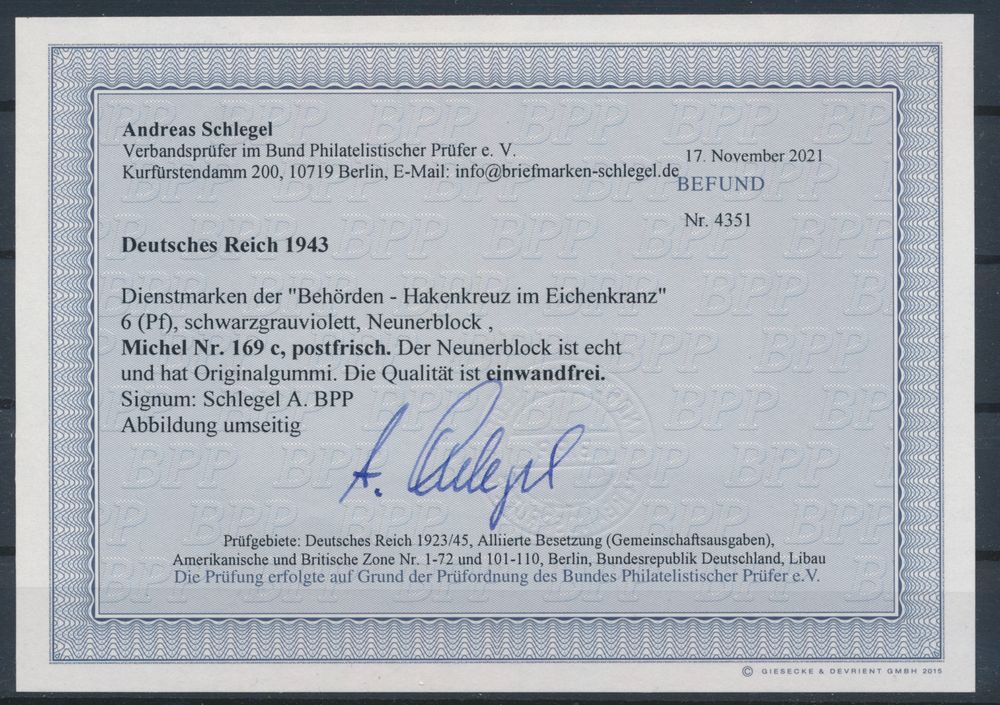 Andreas Schlegel
Verbandsprüfer im Bund Philatelistischer Prüfer e. V.
Kurfürstendamm 200, 10719 Berlin, E-Mail: info@briefmarken-schlegel.de
17. November 2021
BEFUND
Nr. 4351
Deutsches Reich 1943
Dienstmarken der "Behörden - Hakenkreuz im Eichenkranz"
6 (Pf), schwarzgrauviolett, Neunerblock ,
Michel Nr. 169 c, postfrisch. Der Neunerblock ist echt
und hat Originalgummi. Die Qualität ist einwandfrei.
Signum: Schlegel A. BPP
Abbildung umseitig
A. Schlegel
Prüfgebiete: Deutsches Reich 1923/45, Alliierte Besetzung (Gemeinschaftsausgaben),
Amerikanische und Britische Zone Nr. 1-72 und 101-110, Berlin, Bundesrepublik Deutschland, Libau
Die Prüfung erfolgte auf Grund der Prüfordnung des Bundes Philatelistischer Prüfer e.V.
© GIESECKE & DEVRIENT GMBH 2015